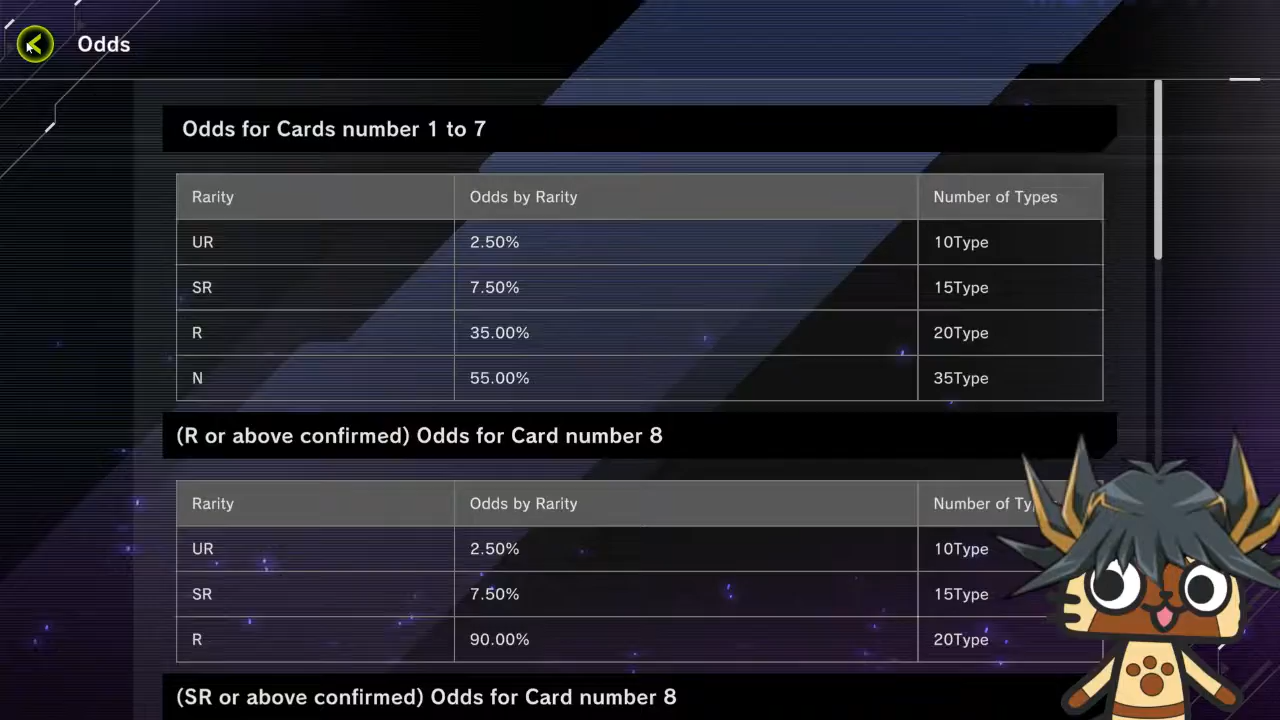 Odds
Odds for Cards number 1 to 7
Rarity Odds by Rarity Number of Types
UR 2.50% 10Type
SR 7.50% 15Type
R 35.00% 20Type
N 55.00% 35Type
(R or above confirmed) Odds for Card number 8
Rarity Odds by Rarity Number of Ty
UR 2.50% 10Type
SR 7.50% 15Type
R 90.00% 20Type
(SR or above confirmed) Odds for Card number 8